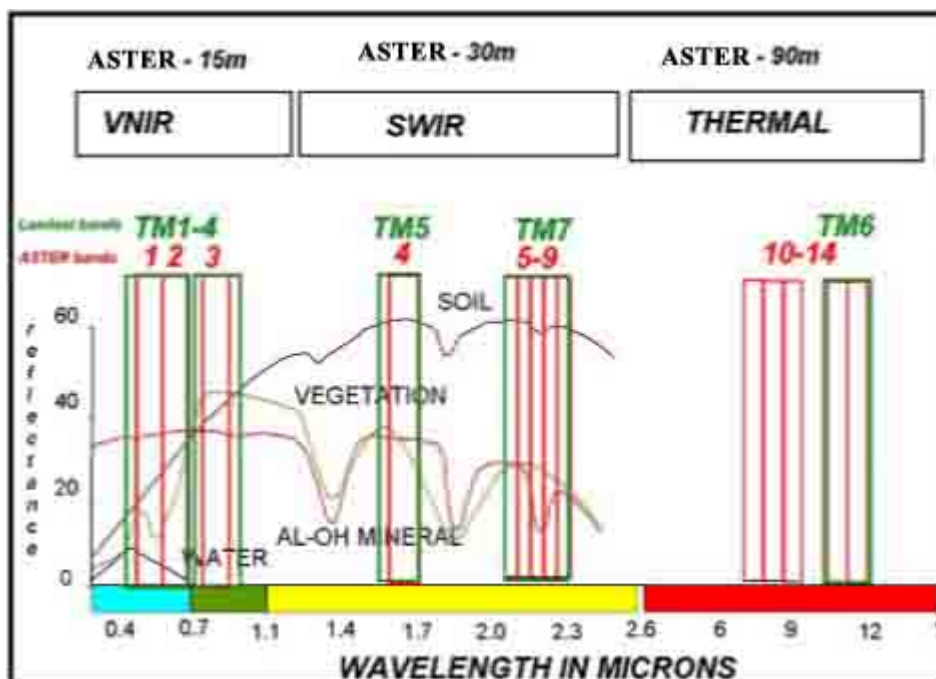 ASTER - 15m ASTER - 30m ASTER - 90m
VNIR SWIR THERMAL
Landsat bands TM1-4 TM5 TM7 TM6
ASTER bands 1 2 3 4 5-9 10-14
SOIL
60
reflectance
VEGETATION
40
20
AL-OH MINERAL
WATER
0
0.4 0.7 1.1 1.4 1.7 2.0 2.3 2.6 6 9 12
WAVELENGTH IN MICRONS